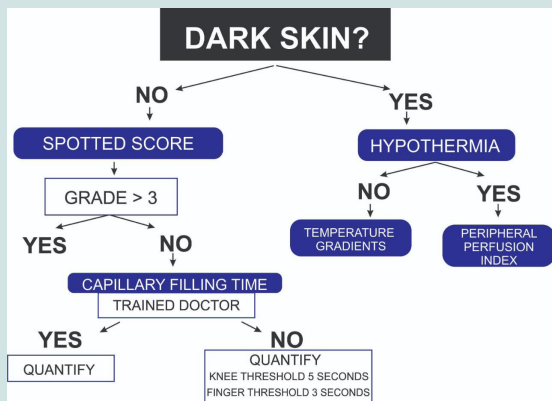 DARK SKIN?
NO
YES
SPOTTED SCORE
HYPOTHERMIA
GRADE > 3
NO
YES
YES
NO
TEMPERATURE
GRADIENTS
PERIPHERAL
PERFUSION
INDEX
CAPILLARY FILLING TIME
TRAINED DOCTOR
YES
NO
QUANTIFY
QUANTIFY
KNEE THRESHOLD 5 SECONDS
FINGER THRESHOLD 3 SECONDS